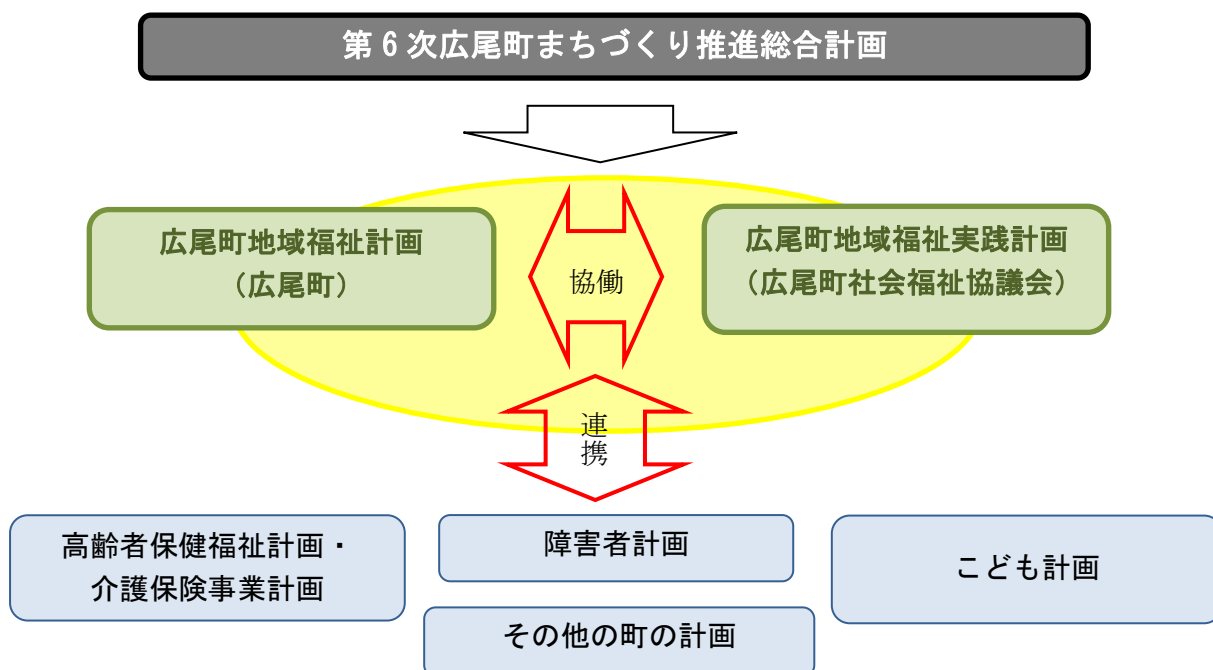 第6次広尾町まちづくり推進総合計画
広尾町地域福祉計画
（広尾町）
協働
広尾町地域福祉実践計画
（広尾町社会福祉協議会）
連
携
高齢者保健福祉計画・
介護保険事業計画
障害者計画
こども計画
その他の町の計画